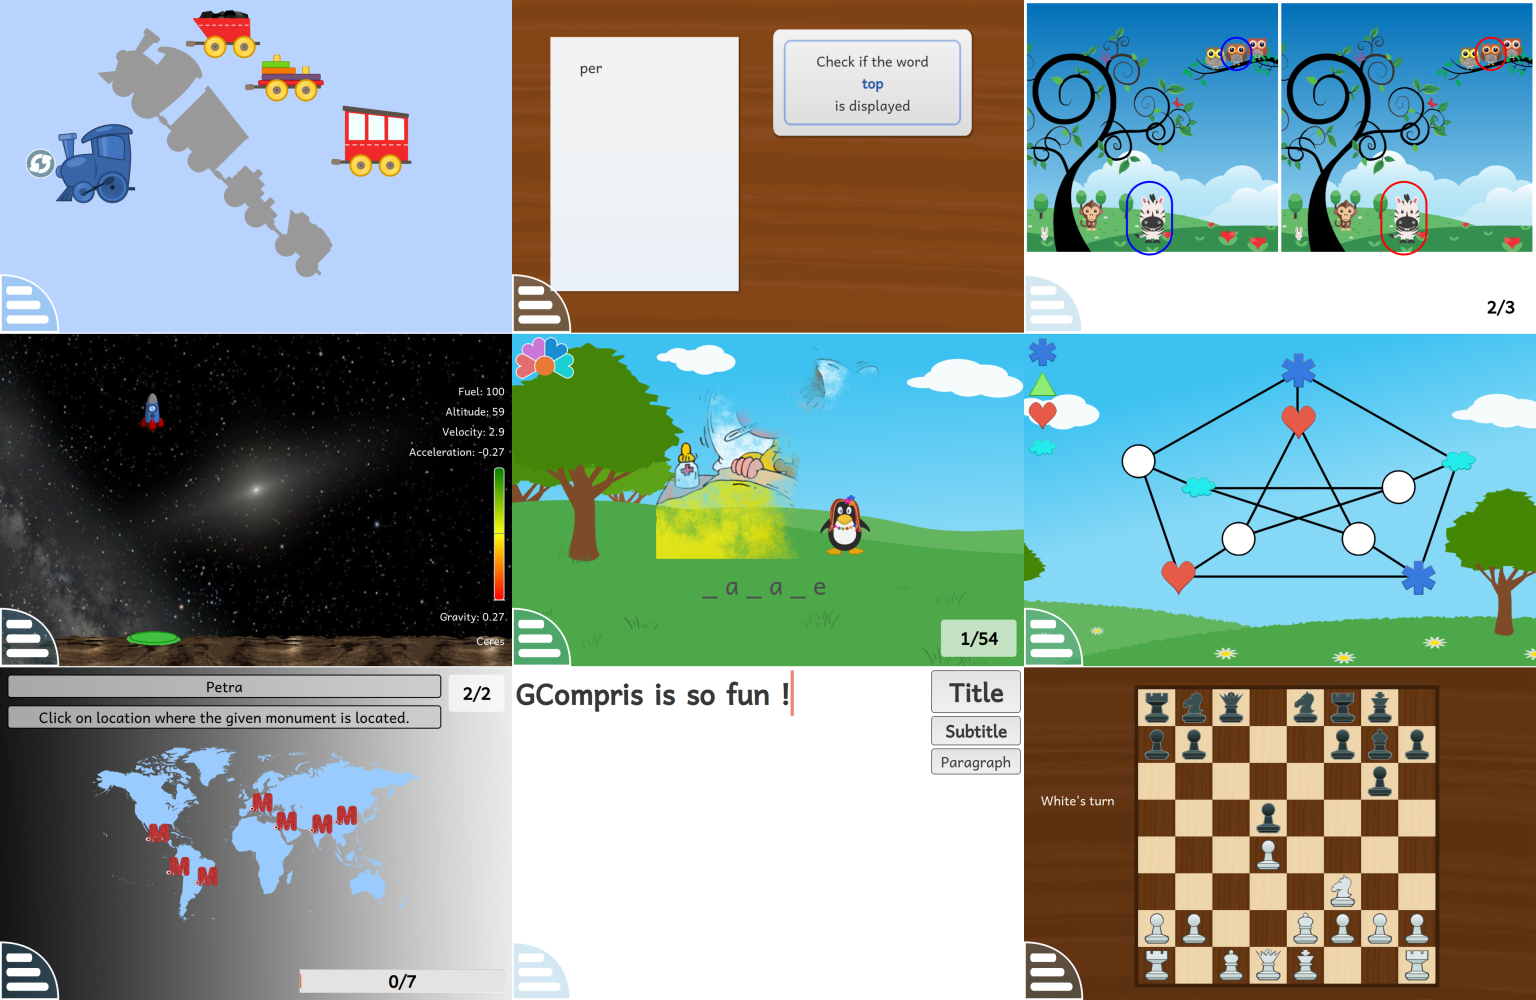 per
Check if the word
top
is displayed
2/3
Fuel: 100
Altitude: 59
Velocity: 2.9
Acceleration: -0.27
Gravity: 0.27
Ceres
_ a _ a _ e
1/54
Petra
2/2
Click on location where the given monument is located.
M
M
M
M
M
M
M
0/7
GCompris is so fun !
Title
Subtitle
Paragraph
White's turn